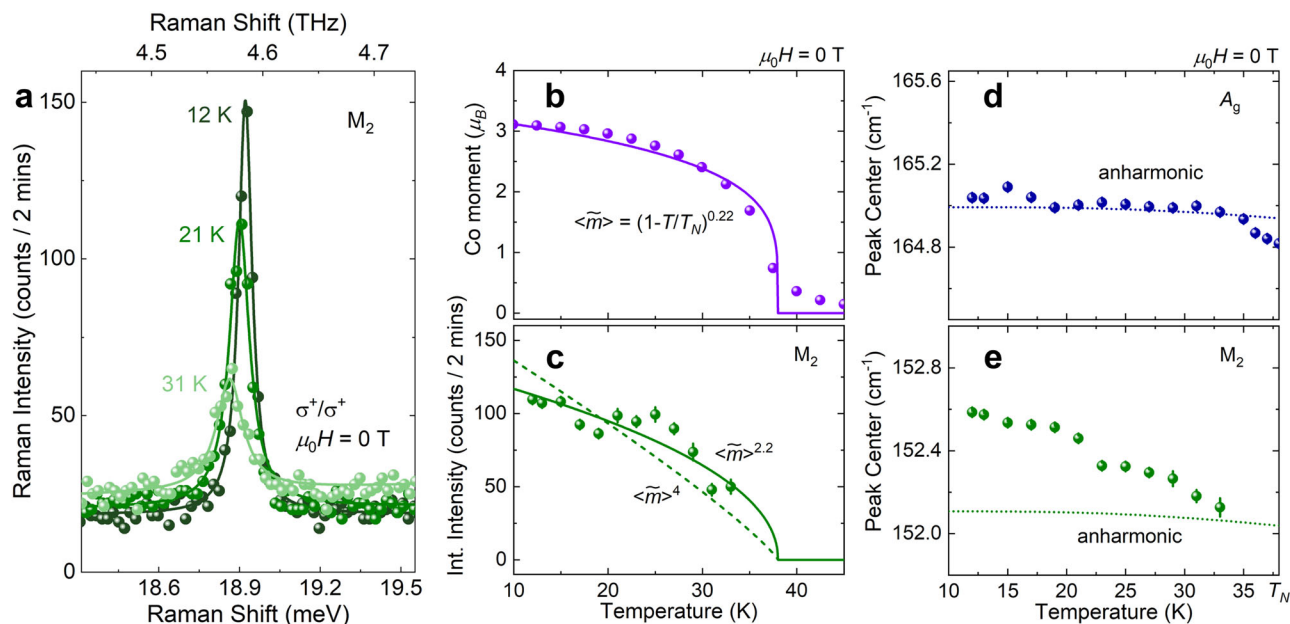 Raman Shift (THz)
4.5 4.6 4.7
a
M₂
12 K
21 K
31 K
σ⁺/σ⁺
μ₀H = 0 T
150
100
50
0
Raman Intensity (counts / 2 mins)
18.6 18.9 19.2 19.5
Raman Shift (meV)
μ₀H = 0 T
b
4
3
2
1
0
Co moment (μB)
<m̃> = (1-T/TN)^0.22
c
M₂
150
100
50
0
Int. Intensity (counts / 2 mins)
<m̃>^2.2
<m̃>^4
10 20 30 40
Temperature (K)
μ₀H = 0 T
d
Ag
165.6
165.2
164.8
Peak Center (cm⁻¹)
anharmonic
e
M₂
152.8
152.4
152.0
Peak Center (cm⁻¹)
anharmonic
10 15 20 25 30 35 TN
Temperature (K)